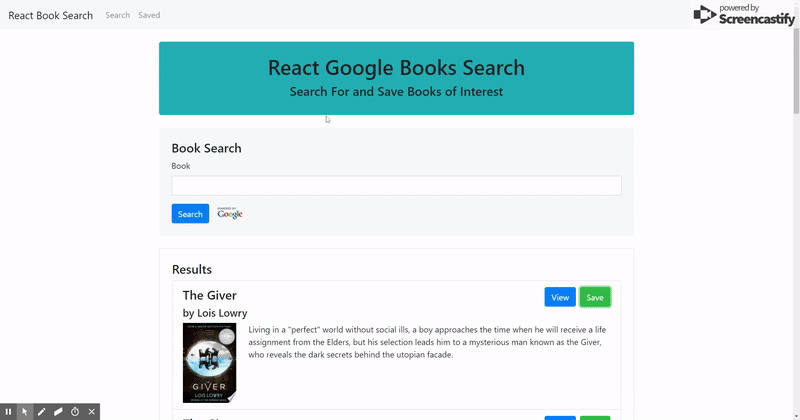 React Book Search
Search
Saved
powered by
Screencastify
React Google Books Search
Search For and Save Books of Interest
Book Search
Book
Search
POWERED BY
Google
Results
The Giver
View
Save
by Lois Lowry
Living in a "perfect" world without social ills, a boy approaches the time when he will receive a life
assignment from the Elders, but his selection leads him to a mysterious man known as the Giver,
who reveals the dark secrets behind the utopian facade.
GIVER
LOIS LOWRY